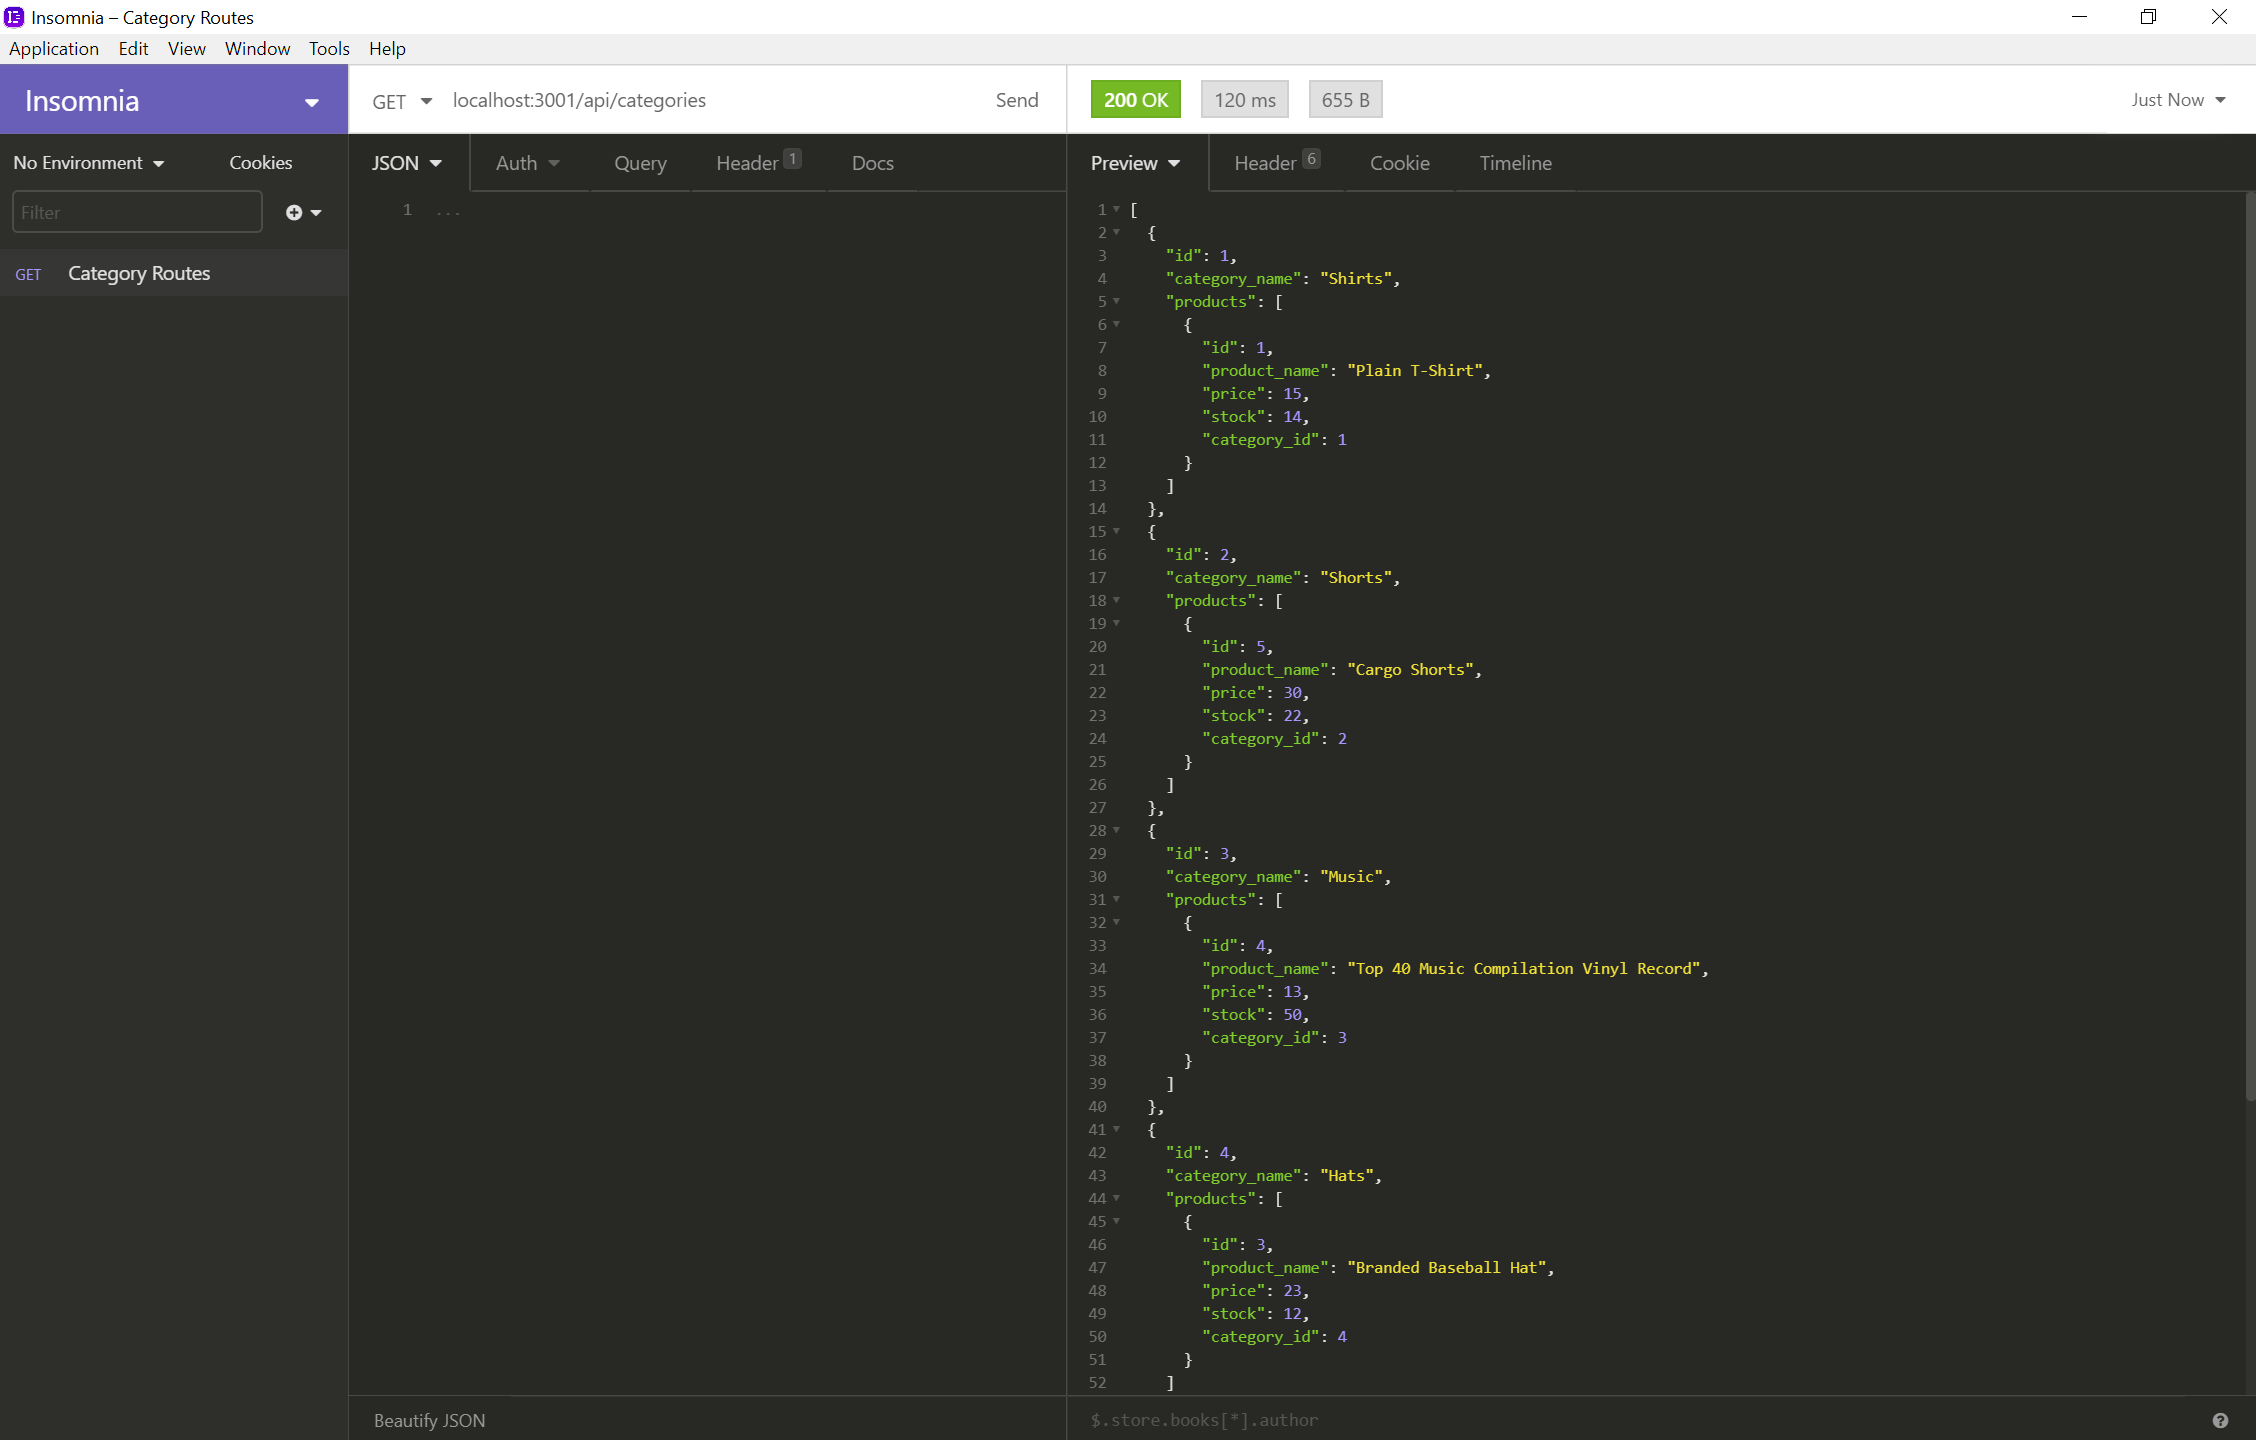 Insomnia – Category Routes
Application Edit View Window Tools Help
Insomnia
GET localhost:3001/api/categories Send
200 OK 120 ms 655 B Just Now
No Environment Cookies
JSON Auth Query Header 1 Docs
Preview Header 6 Cookie Timeline
Filter
GET Category Routes
1 ...
1 [
2 {
3 "id": 1,
4 "category_name": "Shirts",
5 "products": [
6 {
7 "id": 1,
8 "product_name": "Plain T-Shirt",
9 "price": 15,
10 "stock": 14,
11 "category_id": 1
12 }
13 ]
14 },
15 {
16 "id": 2,
17 "category_name": "Shorts",
18 "products": [
19 {
20 "id": 5,
21 "product_name": "Cargo Shorts",
22 "price": 30,
23 "stock": 22,
24 "category_id": 2
25 }
26 ]
27 },
28 {
29 "id": 3,
30 "category_name": "Music",
31 "products": [
32 {
33 "id": 4,
34 "product_name": "Top 40 Music Compilation Vinyl Record",
35 "price": 13,
36 "stock": 50,
37 "category_id": 3
38 }
39 ]
40 },
41 {
42 "id": 4,
43 "category_name": "Hats",
44 "products": [
45 {
46 "id": 3,
47 "product_name": "Branded Baseball Hat",
48 "price": 23,
49 "stock": 12,
50 "category_id": 4
51 }
52 ]
Beautify JSON
$.store.books[*].author